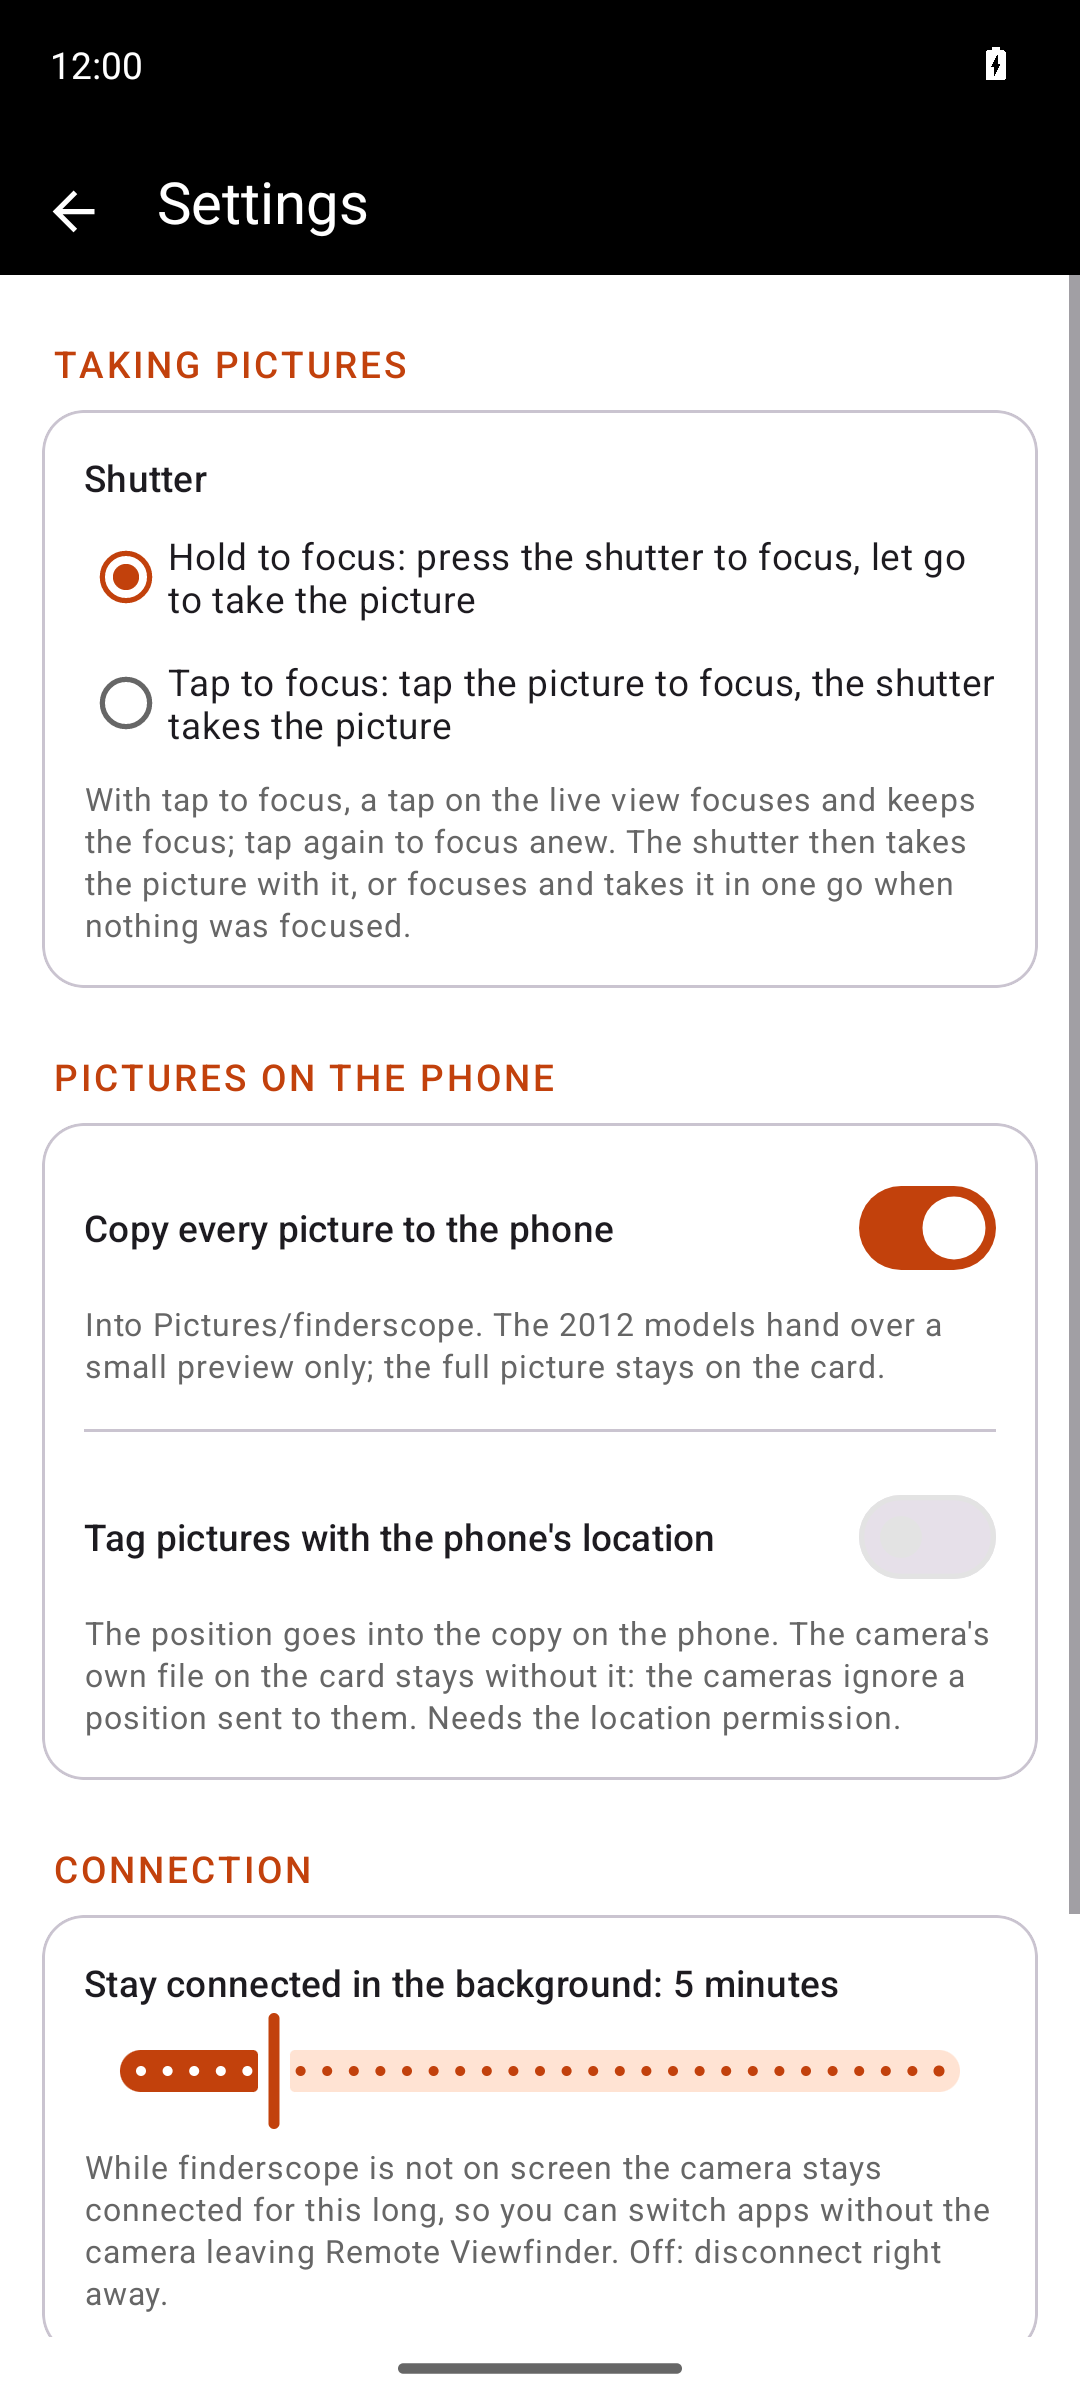 12:00
Settings
TAKING PICTURES
Shutter
Hold to focus: press the shutter to focus, let go
to take the picture
Tap to focus: tap the picture to focus, the shutter
takes the picture
With tap to focus, a tap on the live view focuses and keeps
the focus; tap again to focus anew. The shutter then takes
the picture with it, or focuses and takes it in one go when
nothing was focused.
PICTURES ON THE PHONE
Copy every picture to the phone
Into Pictures/finderscope. The 2012 models hand over a
small preview only; the full picture stays on the card.
Tag pictures with the phone's location
The position goes into the copy on the phone. The camera's
own file on the card stays without it: the cameras ignore a
position sent to them. Needs the location permission.
CONNECTION
Stay connected in the background: 5 minutes
While finderscope is not on screen the camera stays
connected for this long, so you can switch apps without the
camera leaving Remote Viewfinder. Off: disconnect right
away.